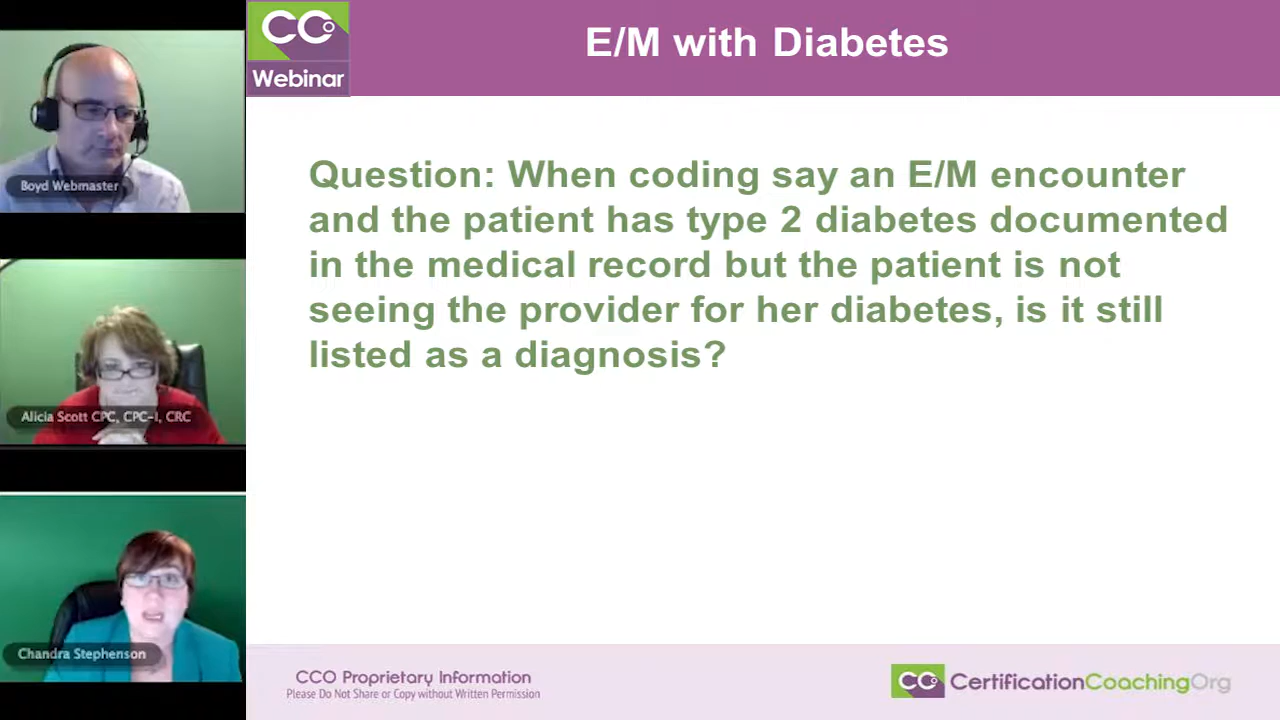 CCO
Webinar
E/M with Diabetes
Question: When coding say an E/M encounter
and the patient has type 2 diabetes documented
in the medical record but the patient is not
seeing the provider for her diabetes, is it still
listed as a diagnosis?
Boyd Webmaster
Alicia Scott CPC, CPC-I, CRC
Chandra Stephenson
CCO Proprietary Information
Please Do Not Share or Copy without Written Permission
CCO CertificationCoachingOrg